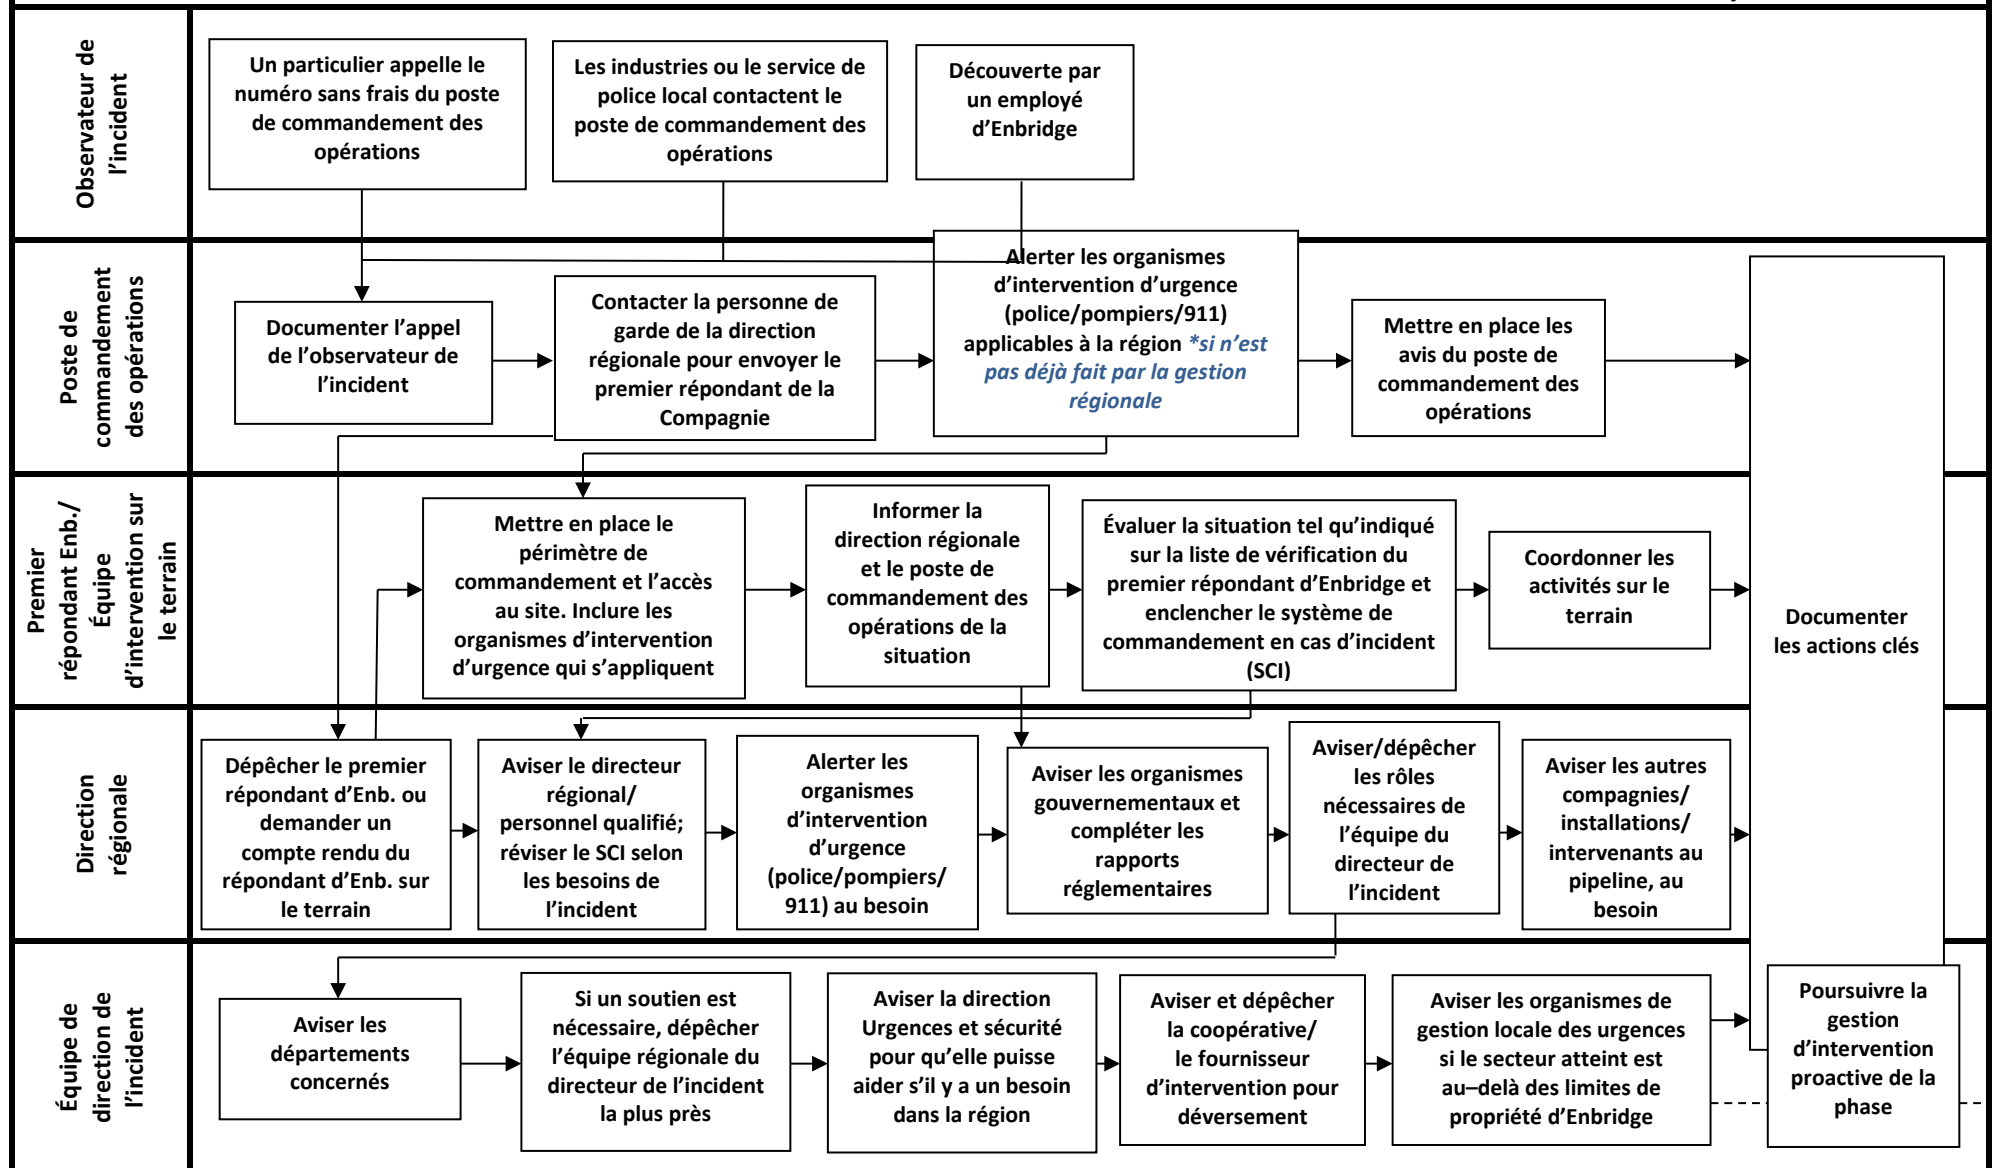 Observateur de
l'incident
Un particulier appelle le
numéro sans frais du poste
de commandement des
opérations
Les industries ou le service de
police local contactent le
poste de commandement des
opérations
Découverte par
un employé
d'Enbridge
Poste de
commandement
des opérations
Documenter l'appel
de l'observateur de
l'incident
Contacter la personne de
garde de la direction
régionale pour envoyer le
premier répondant de la
Compagnie
Alerter les organismes
d'intervention d'urgence
(police/pompiers/911)
applicables à la région *si n'est
pas déjà fait par la gestion
régionale
Mettre en place les
avis du poste de
commandement des
opérations
Premier
répondant Enb./
Équipe
d'intervention sur
le terrain
Mettre en place le
périmètre de
commandement et l'accès
au site. Inclure les
organismes d'intervention
d'urgence qui s'appliquent
Informer la
direction régionale
et le poste de
commandement des
opérations de la
situation
Évaluer la situation tel qu'indiqué
sur la liste de vérification du
premier répondant d'Enbridge et
enclencher le système de
commandement en cas d'incident
(SCI)
Coordonner les
activités sur le
terrain
Documenter
les actions clés
Direction
régionale
Dépêcher le premier
répondant d'Enb. ou
demander un
compte rendu du
répondant d'Enb. sur
le terrain
Aviser le directeur
régional/
personnel qualifié;
réviser le SCI selon
les besoins de
l'incident
Alerter les
organismes
d'intervention
d'urgence
(police/pompiers/
911) au besoin
Aviser les organismes
gouvernementaux et
compléter les
rapports
réglementaires
Aviser/dépêcher
les rôles
nécessaires de
l'équipe du
directeur de
l'incident
Aviser les autres
compagnies/
installations/
intervenants au
pipeline, au
besoin
Équipe de
direction de
l'incident
Aviser les
départements
concernés
Si un soutien est
nécessaire, dépêcher
l'équipe régionale du
directeur de l'incident
la plus près
Aviser la direction
Urgences et sécurité
pour qu'elle puisse
aider s'il y a un besoin
dans la région
Aviser et dépêcher
la coopérative/
le fournisseur
d'intervention pour
déversement
Aviser les organismes de
gestion locale des urgences
si le secteur atteint est
au–delà des limites de
propriété d'Enbridge
Poursuivre la
gestion
d'intervention
proactive de la
phase